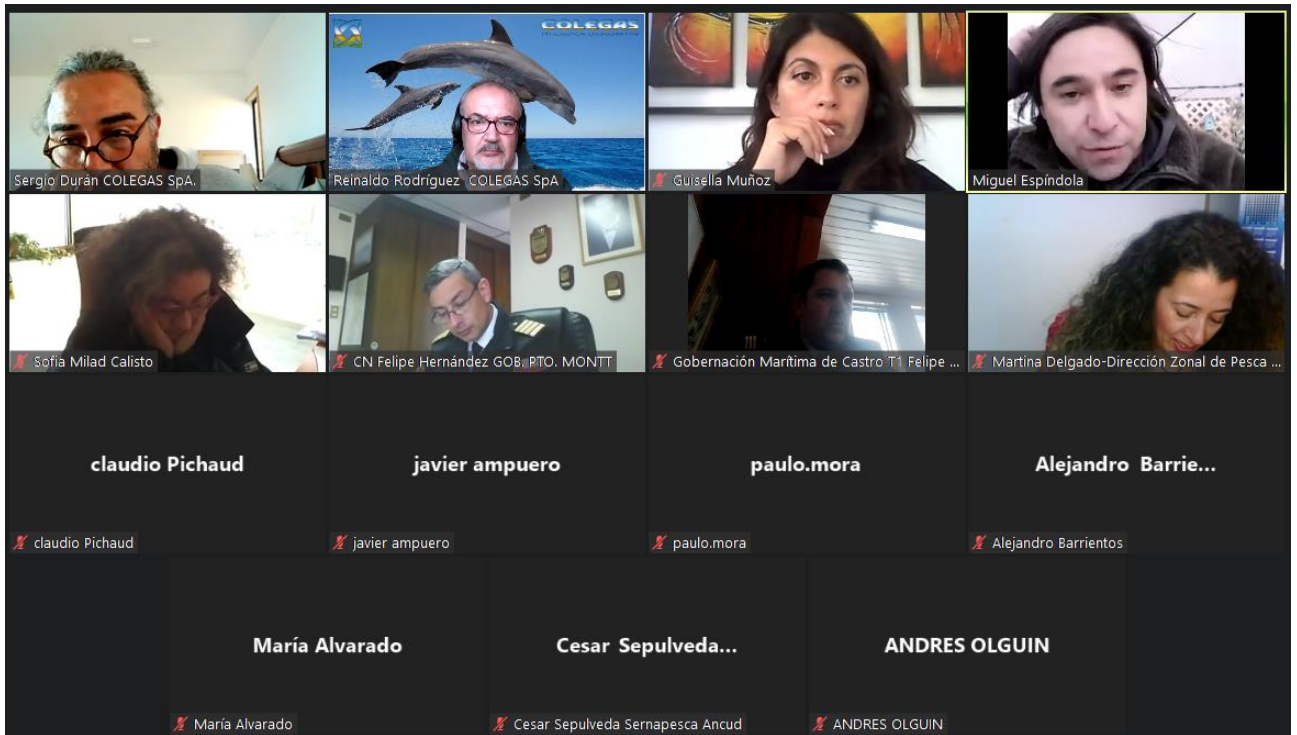 COLEGAS
Sergio Durán COLEGAS SpA.
Reinaldo Rodríguez COLEGAS SpA
Guisella Muñoz
Miguel Espíndola
Sofia Milad Calisto
CN Felipe Hernández GOB. PTO. MONTT
Gobernación Marítima de Castro T1 Felipe ...
Martina Delgado-Dirección Zonal de Pesca ...
claudio Pichaud
javier ampuero
paulo.mora
Alejandro Barrie...
claudio Pichaud
javier ampuero
paulo.mora
Alejandro Barrientos
María Alvarado
Cesar Sepulveda...
ANDRES OLGUIN
María Alvarado
Cesar Sepulveda Sernapesca Ancud
ANDRES OLGUIN